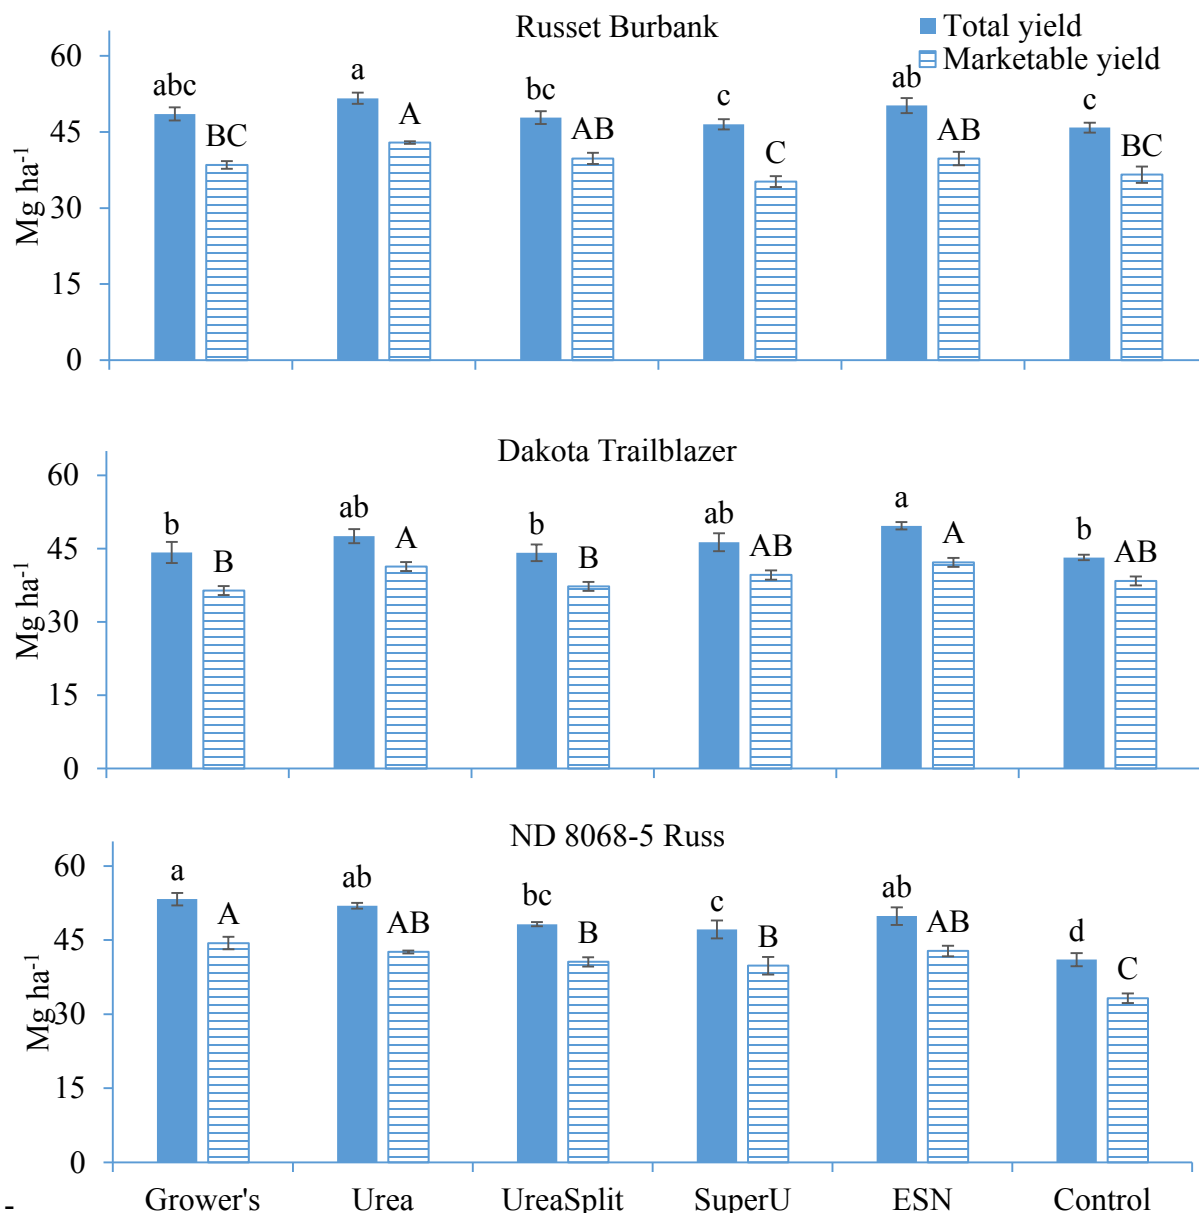 Russet Burbank
Total yield
Marketable yield
60
45
30
15
0
Mg ha⁻¹
abc
BC
a
A
bc
AB
c
C
ab
AB
c
BC
Dakota Trailblazer
60
45
30
15
0
Mg ha⁻¹
b
B
ab
A
b
B
ab
AB
a
A
b
AB
ND 8068-5 Russ
60
45
30
15
0
Mg ha⁻¹
a
A
ab
AB
bc
B
c
B
ab
AB
d
C
- Grower's Urea UreaSplit SuperU ESN Control